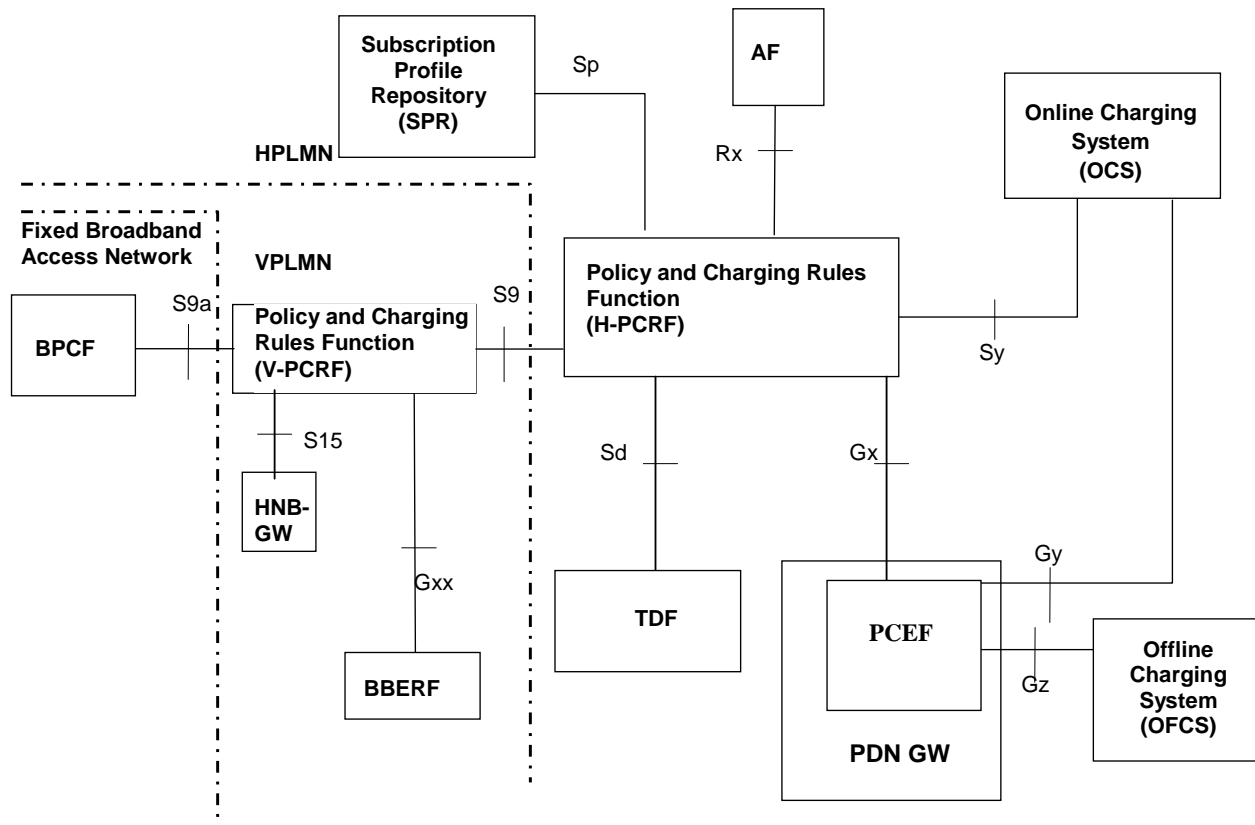 Subscription
Profile
Repository
(SPR)
Sp
AF
Online Charging
System
(OCS)
Rx
HPLMN
Fixed Broadband
Access Network
VPLMN
Policy and Charging Rules
Function
(H-PCRF)
S9a
S9
BPCF
Policy and Charging
Rules Function
(V-PCRF)
Sy
S15
Sd
Gx
HNB-
GW
Gxx
Gy
TDF
PCEF
BBERF
Gz
Offline
Charging
System
(OFCS)
PDN GW